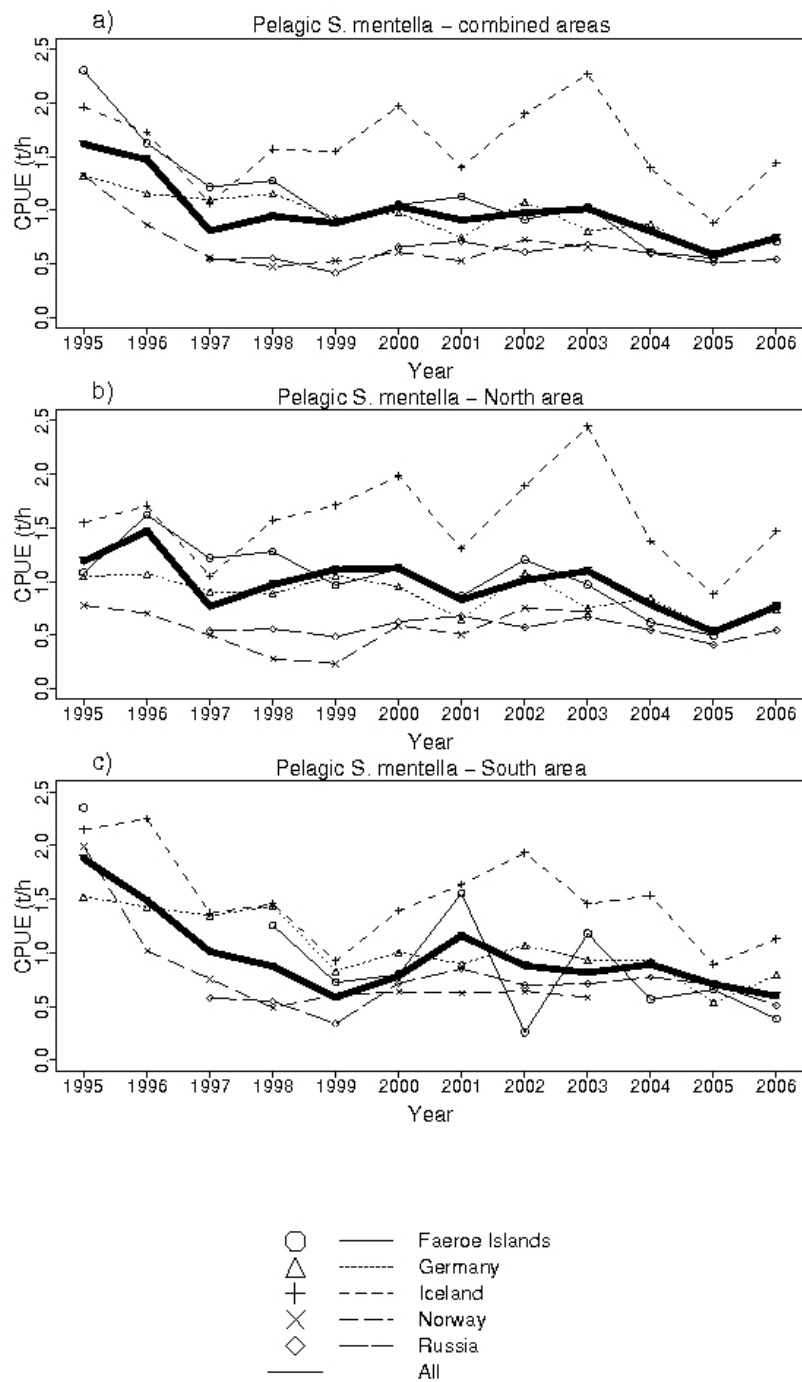 a)
Pelagic S. mentella – combined areas
CPUE (t/h
0.0 0.5 1.0 1.5 2.0 2.5
1995 1996 1997 1998 1999 2000 2001 2002 2003 2004 2005 2006
Year
b)
Pelagic S. mentella – North area
CPUE (t/h
0.0 0.5 1.0 1.5 2.0 2.5
1995 1996 1997 1998 1999 2000 2001 2002 2003 2004 2005 2006
Year
c)
Pelagic S. mentella – South area
CPUE (t/h
0.0 0.5 1.0 1.5 2.0 2.5
1995 1996 1997 1998 1999 2000 2001 2002 2003 2004 2005 2006
Year
Faeroe Islands
Germany
Iceland
Norway
Russia
All